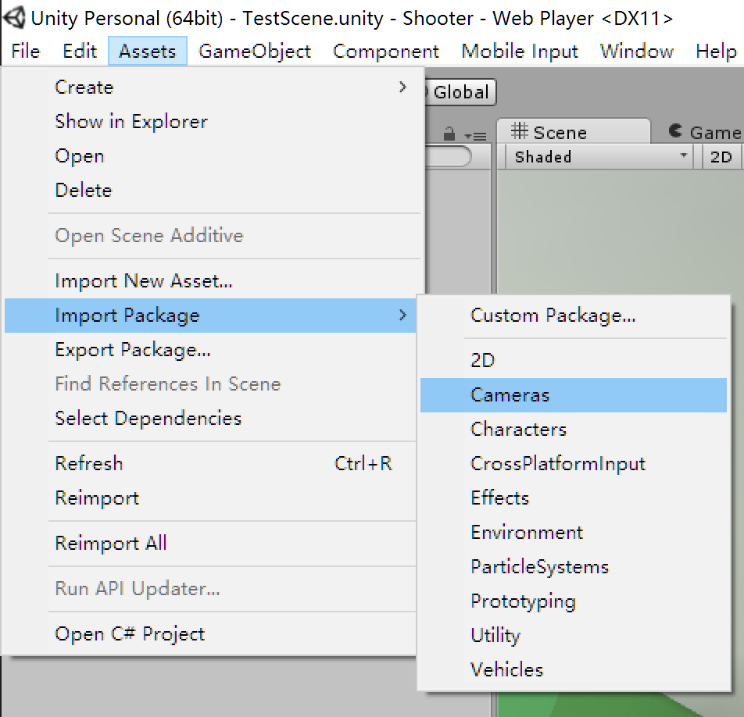 Unity Personal (64bit) - TestScene.unity - Shooter - Web Player <DX11>
File Edit Assets GameObject Component Mobile Input Window Help
Create
Show in Explorer
Open
Delete
Open Scene Additive
Import New Asset...
Import Package
Export Package...
Find References In Scene
Select Dependencies
Refresh Ctrl+R
Reimport
Reimport All
Run API Updater...
Open C# Project
Global
Scene Game
Shaded 2D
Custom Package...
2D
Cameras
Characters
CrossPlatformInput
Effects
Environment
ParticleSystems
Prototyping
Utility
Vehicles